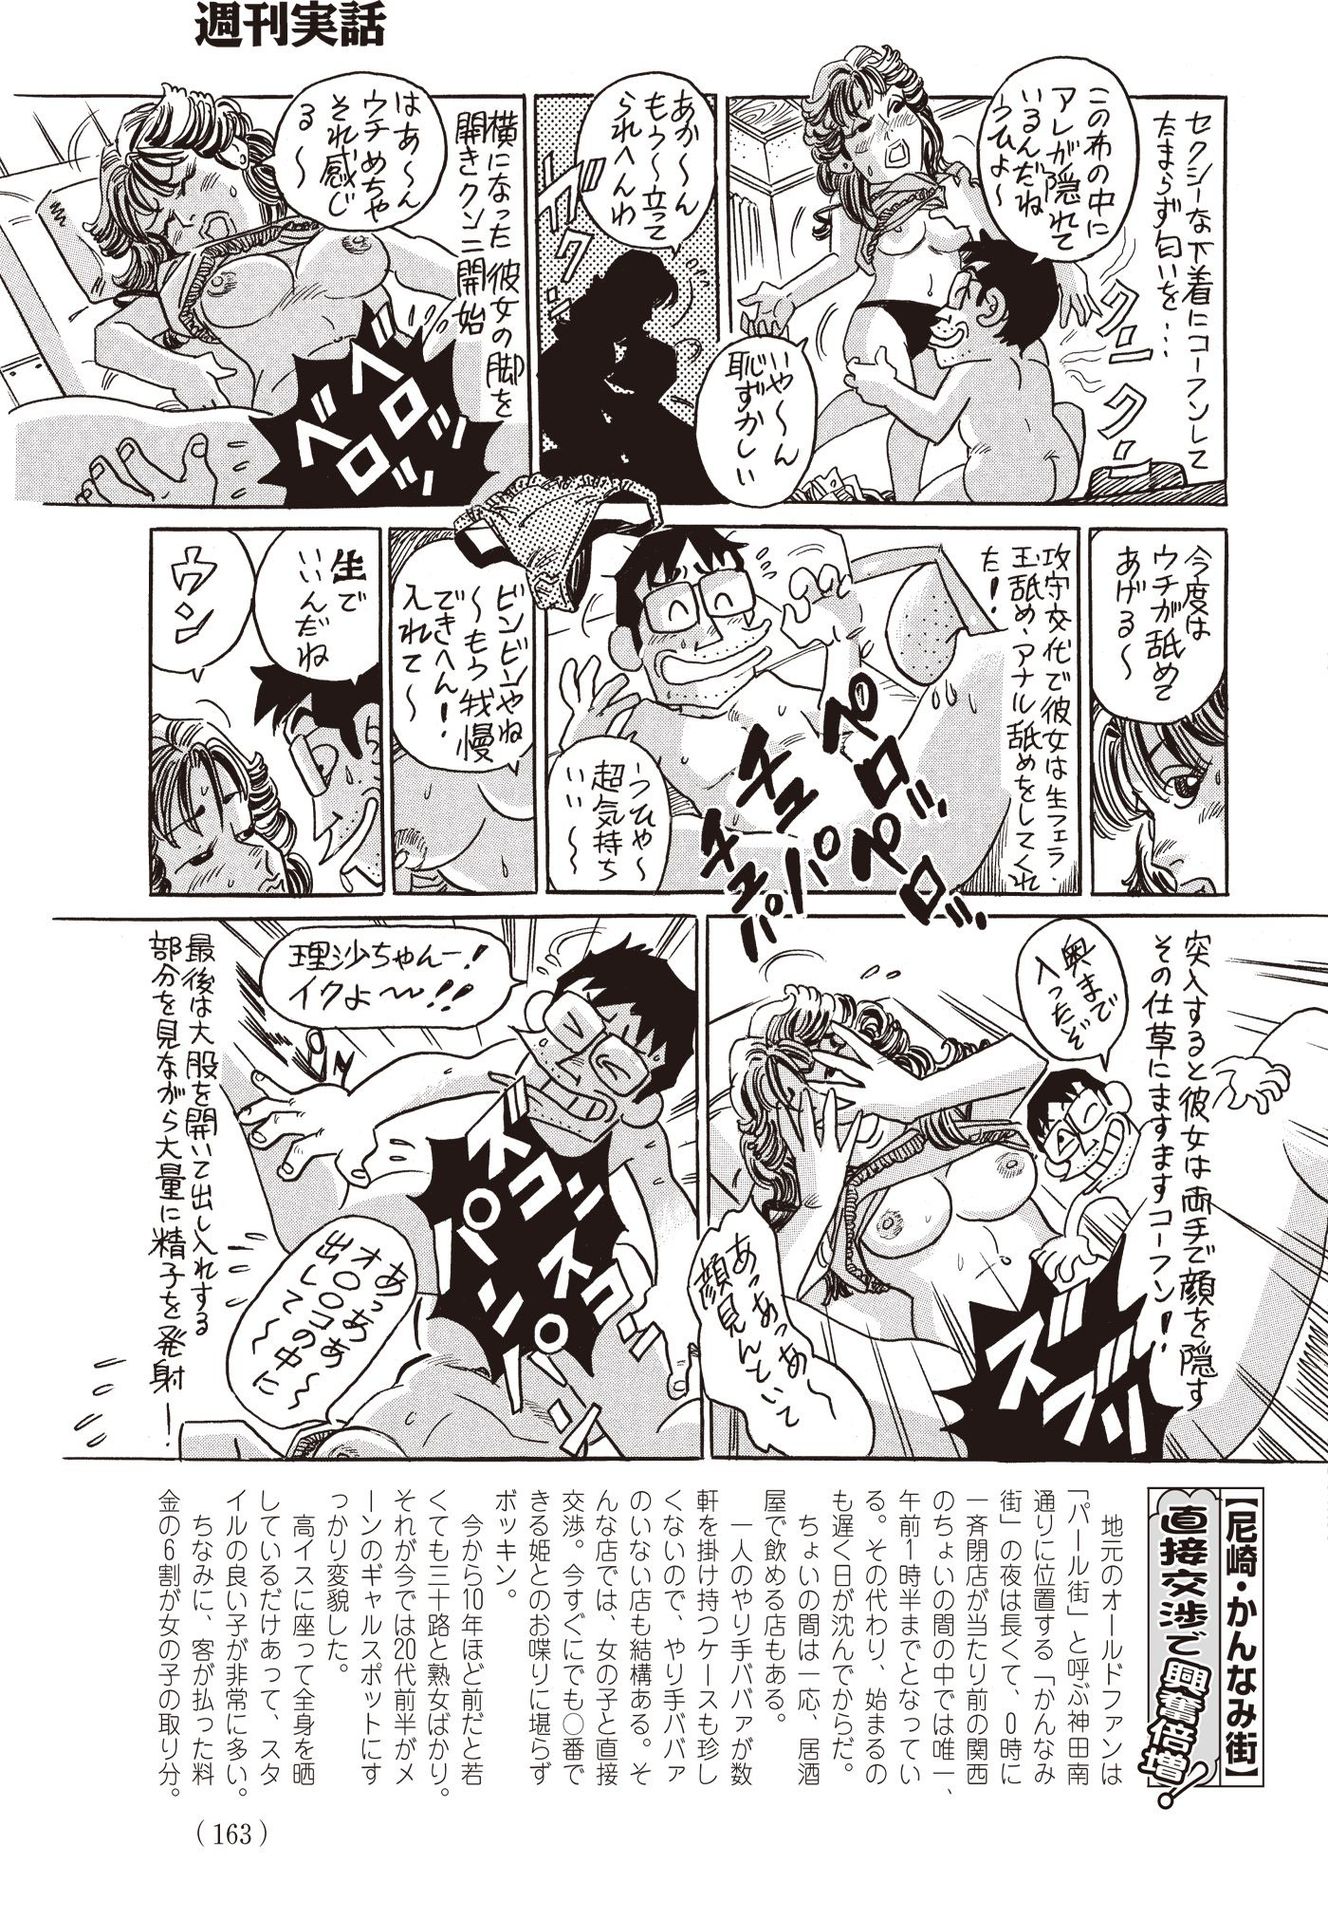 週刊実話
セクシーな下着にコーフンして
たまらず匂いを…
この布の中に
アレが隠れて
いるんだね
うひよ〜
クンクンクン
いや〜ん
恥ずかしい
あか〜ん
もう〜立って
られへんわ
ガクガク
横になった彼女の脚を
開きクンニ開始
はあ〜ん
ウチめちゃ
それ感じ
る〜
ベロベロベロッ
今度は
ウチが舐めて
あげる〜
攻守交代で彼女は生フェラ・
玉舐め、アナル舐めをしてくれ
た！
ペロペロッ
チュパチュパ
うひゃ〜
超気持ち
いい〜
ビンビンやね
〜もう我慢
できへん！
入れて〜
生で
いいんだね
ウン
突入すると彼女は両手で顔を隠す
その仕草にますますコーフン！
奥まで
入ったぞ
ズブブリ
あっあっあ
顔見んといて
理沙ちゃんー！
イクよ〜!!
ズコンズコン
パンパン
あっああ〜
オ○○コの中に
出して〜
最後は大股を開いて出し入れする
部分を見ながら大量に精子を発射！
【尼崎・かんなみ街】
直接交渉で興奮倍増！
地元のオールドファンは
「パール街」と呼ぶ神田南
通りに位置する「かんなみ
街」の夜は長くて、0時に
一斉閉店が当たり前の関西
のちょいの間の中では唯一、
午前1時半までとなってい
る。その代わり、始まるの
も遅く日が沈んでからだ。
ちょいの間は一応、居酒
屋で飲める店もある。
一人のやり手ババァが数
軒を掛け持つケースも珍し
くないので、やり手ババァ
のいない店も結構ある。そ
んな店では、女の子と直接
交渉。今すぐにでも○番で
きる姫とのお喋りに堪らず
ボッキン。
今から10年ほど前だと若
くても三十路と熟女ばかり。
それが今では20代前半がメ
ーンのギャルスポットにす
っかり変貌した。
高イスに座って全身を晒
しているだけあって、スタ
イルの良い子が非常に多い。
ちなみに、客が払った料
金の6割が女の子の取り分。
（163）